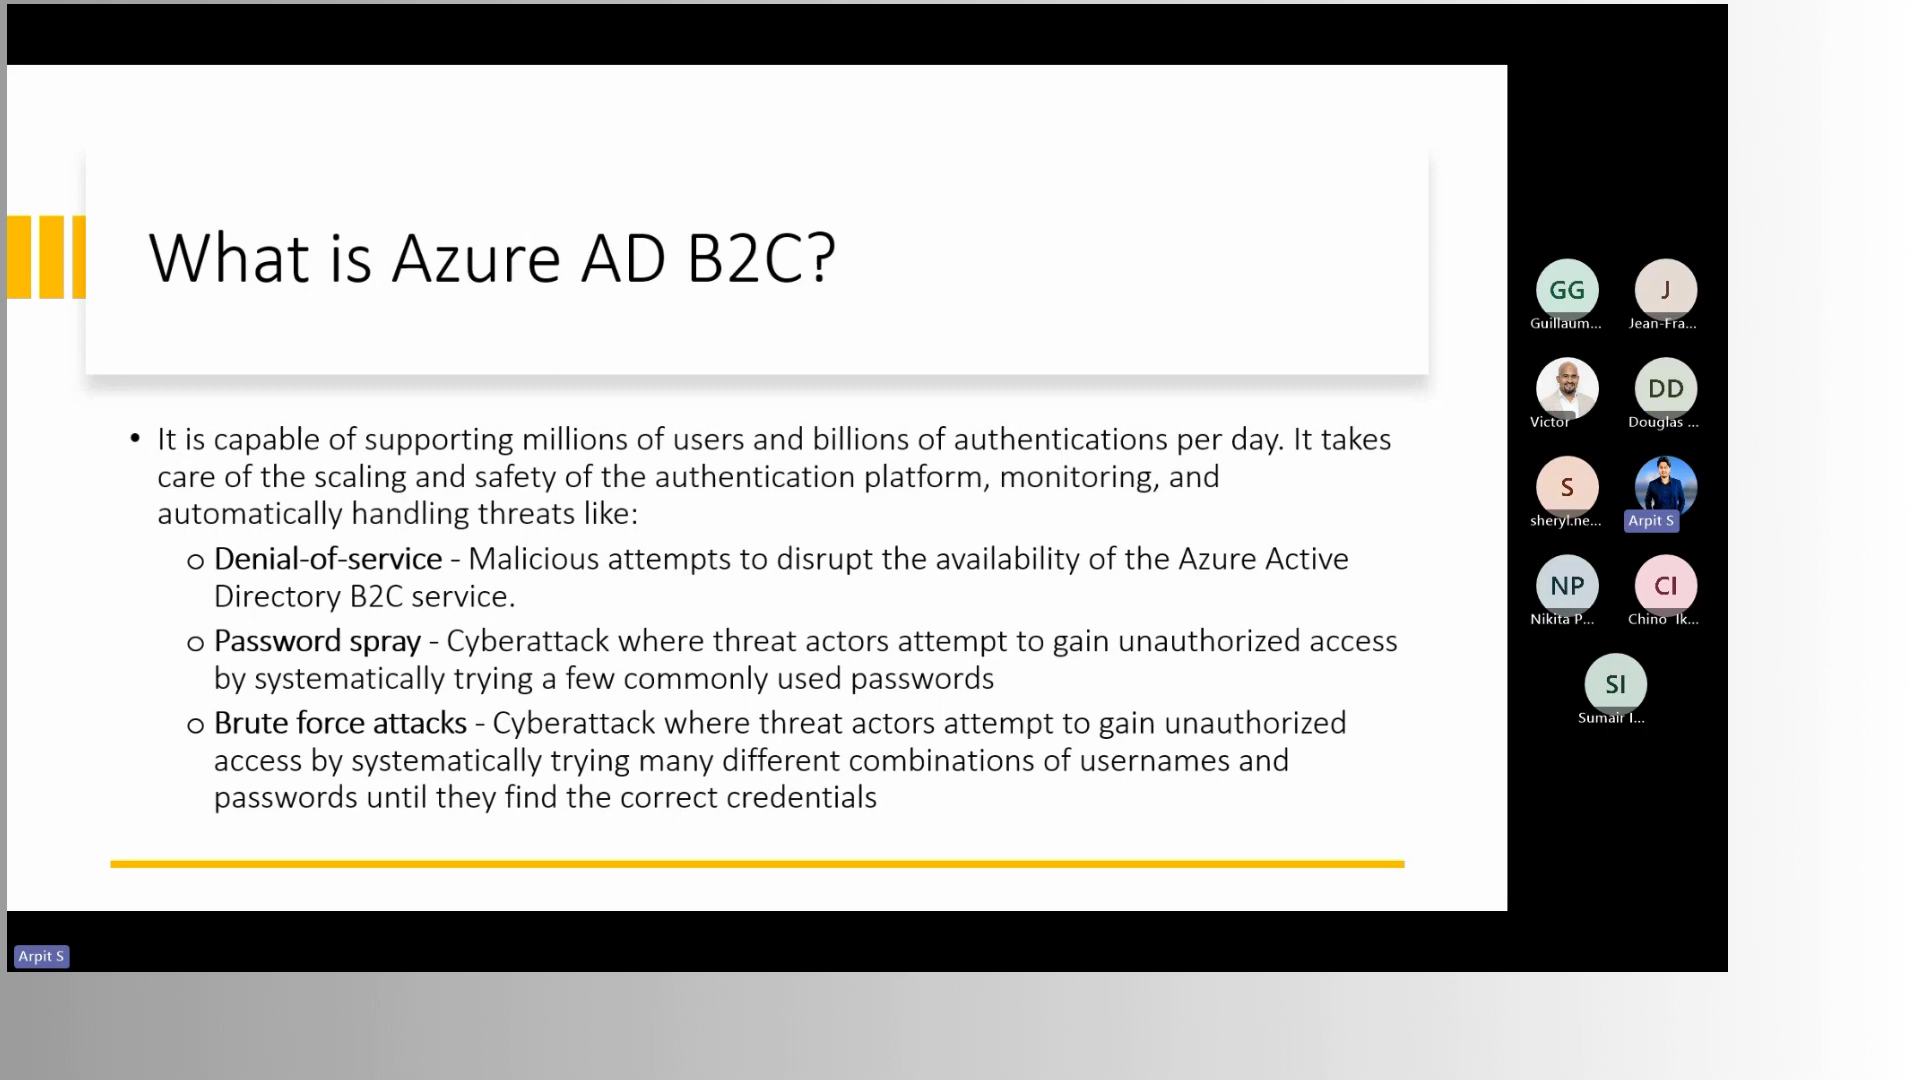 What is Azure AD B2C?
• It is capable of supporting millions of users and billions of authentications per day. It takes
care of the scaling and safety of the authentication platform, monitoring, and
automatically handling threats like:
o Denial-of-service - Malicious attempts to disrupt the availability of the Azure Active
Directory B2C service.
o Password spray - Cyberattack where threat actors attempt to gain unauthorized access
by systematically trying a few commonly used passwords
o Brute force attacks - Cyberattack where threat actors attempt to gain unauthorized
access by systematically trying many different combinations of usernames and
passwords until they find the correct credentials
GG
Guillaum...
J
Jean-Fra...
Victor
DD
Douglas ...
S
sheryl.ne...
Arpit S
NP
Nikita P...
CI
Chino Ik...
SI
Sumair I...
Arpit S